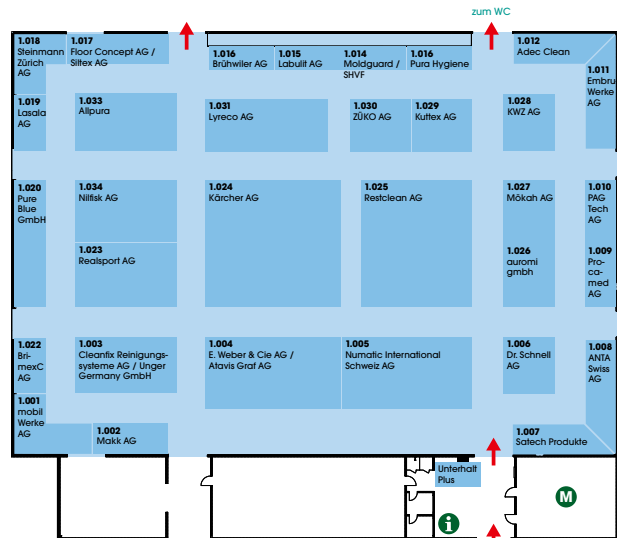 zum WC
1.018
Steinmann
Zürich
AG
1.017
Floor Concept AG /
Siltex AG
1.016
Brühwiler AG
1.015
Labulit AG
1.014
Moldguard /
SHVF
1.016
Pura Hygiene
1.012
Adec Clean
1.011
Embru
Werke
AG
1.019
Lasala
AG
1.033
Allpura
1.031
Lyreco AG
1.030
ZÜKO AG
1.029
Kuttex AG
1.028
KWZ AG
1.020
Pure
Blue
GmbH
1.034
Nilfisk AG
1.024
Kärcher AG
1.025
Restclean AG
1.027
Mökah AG
1.010
PAG
Tech
AG
1.023
Realsport AG
1.026
auromi
gmbh
1.009
Pro-
ca-
med
AG
1.022
Bri-
mexC
AG
1.003
Cleanfix Reinigungs-
systeme AG / Unger
Germany GmbH
1.004
E. Weber & Cie AG /
Atavis Graf AG
1.005
Numatic International
Schweiz AG
1.006
Dr. Schnell
AG
1.008
ANTA
Swiss
AG
1.001
mobil
Werke
AG
1.002
Makk AG
1.007
Satech Produkte
Unterhalt
Plus
i
M